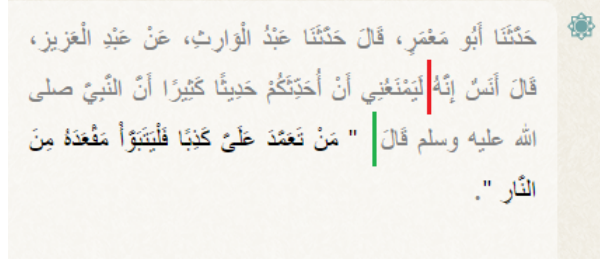 حَدَّثَنَا أَبُو مَعْمَرٍ، قَالَ حَدَّثَنَا عَبْدُ الْوَارِثِ، عَنْ عَبْدِ الْعَزِيزِ،
قَالَ أَنَسٌ إِنَّهُ لَيَمْنَعُنِي أَنْ أُحَدِّثَكُمْ حَدِيثًا كَثِيرًا أَنَّ النَّبِيَّ صلى
الله عليه وسلم قَالَ ‏"‏ مَنْ تَعَمَّدَ عَلَىَّ كَذِبًا فَلْيَتَبَوَّأْ مَقْعَدَهُ مِنَ
النَّارِ ‏"‏‏.‏